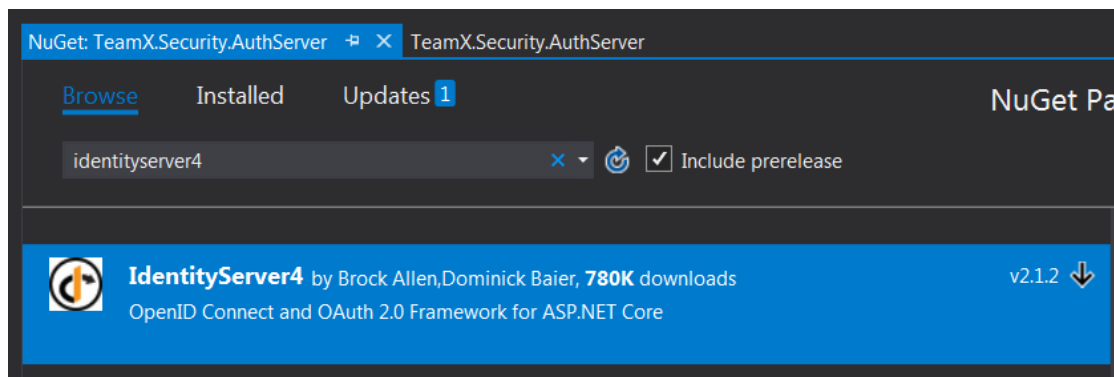 NuGet: TeamX.Security.AuthServer TeamX.Security.AuthServer
Browse Installed Updates 1 NuGet Pa
identityserver4 Include prerelease
IdentityServer4 by Brock Allen,Dominick Baier, 780K downloads v2.1.2
OpenID Connect and OAuth 2.0 Framework for ASP.NET Core